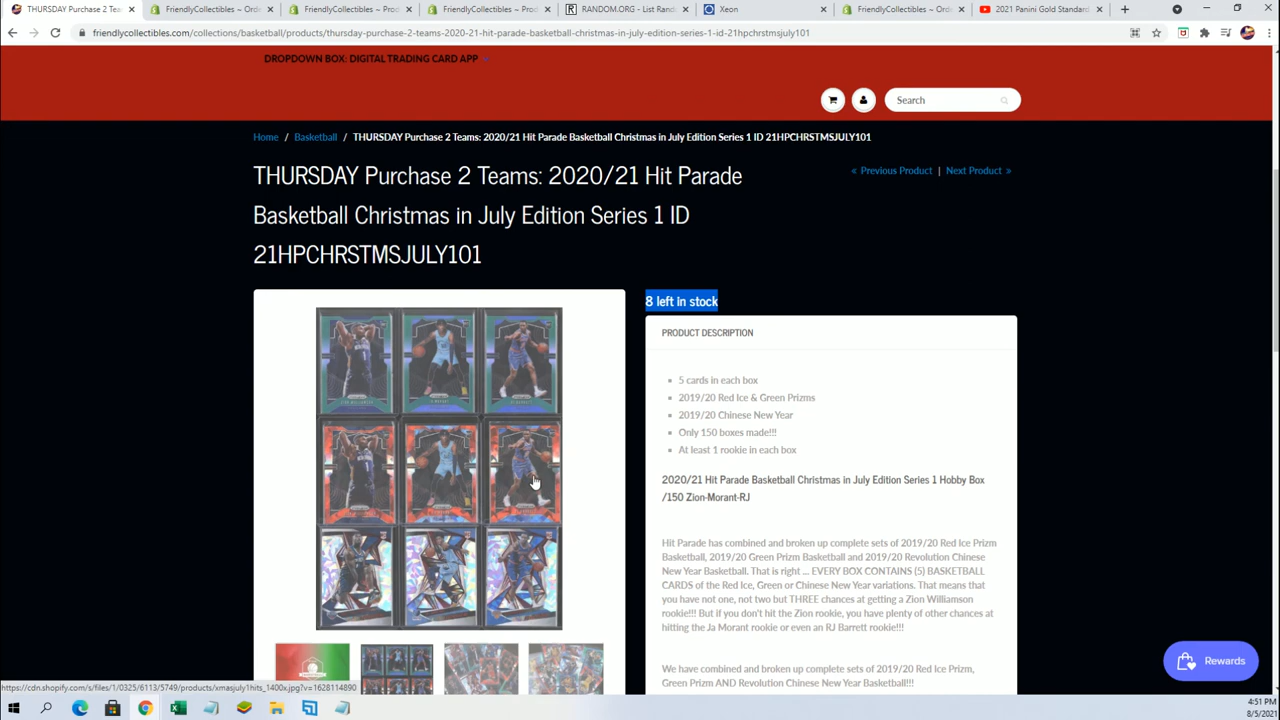 THURSDAY Purchase 2 Teams
FriendlyCollectibles ~ Orde
FriendlyCollectibles ~ Proc
FriendlyCollectibles ~ Prod
RANDOM.ORG - List Rand
Xeon
FriendlyCollectibles ~ Orde
2021 Panini Gold Standard
friendlycollectibles.com/collections/basketball/products/thursday-purchase-2-teams-2020-21-hit-parade-basketball-christmas-in-july-edition-series-1-id-21hpchrstmsjuly101
DROPDOWN BOX: DIGITAL TRADING CARD APP
Search
Home / Basketball / THURSDAY Purchase 2 Teams: 2020/21 Hit Parade Basketball Christmas in July Edition Series 1 ID 21HPCHRSTMSJULY101
THURSDAY Purchase 2 Teams: 2020/21 Hit Parade
Basketball Christmas in July Edition Series 1 ID
21HPCHRSTMSJULY101
« Previous Product | Next Product »
8 left in stock
PRODUCT DESCRIPTION
5 cards in each box
2019/20 Red Ice & Green Prizms
2019/20 Chinese New Year
Only 150 boxes made!!!
At least 1 rookie in each box
2020/21 Hit Parade Basketball Christmas in July Edition Series 1 Hobby Box
/150 Zion-Morant-RJ
Hit Parade has combined and broken up complete sets of 2019/20 Red Ice Prizm
Basketball, 2019/20 Green Prizm Basketball and 2019/20 Revolution Chinese
New Year Basketball. That is right ... EVERY BOX CONTAINS (5) BASKETBALL
CARDS of the Red Ice, Green or Chinese New Year variations. That means that
you have not one, not two but THREE chances at getting a Zion Williamson
rookie!!! But if you don't hit the Zion rookie, you have plenty of other chances at
hitting the Ja Morant rookie or even an RJ Barrett rookie!!!
We have combined and broken up complete sets of 2019/20 Red Ice Prizm,
Green Prizm AND Revolution Chinese New Year Basketball!!!
Rewards
https://cdn.shopify.com/s/files/1/0325/6113/5749/products/xmasjuly1hits_1400x.jpg?v=1628114890
4:51 PM
8/5/2021